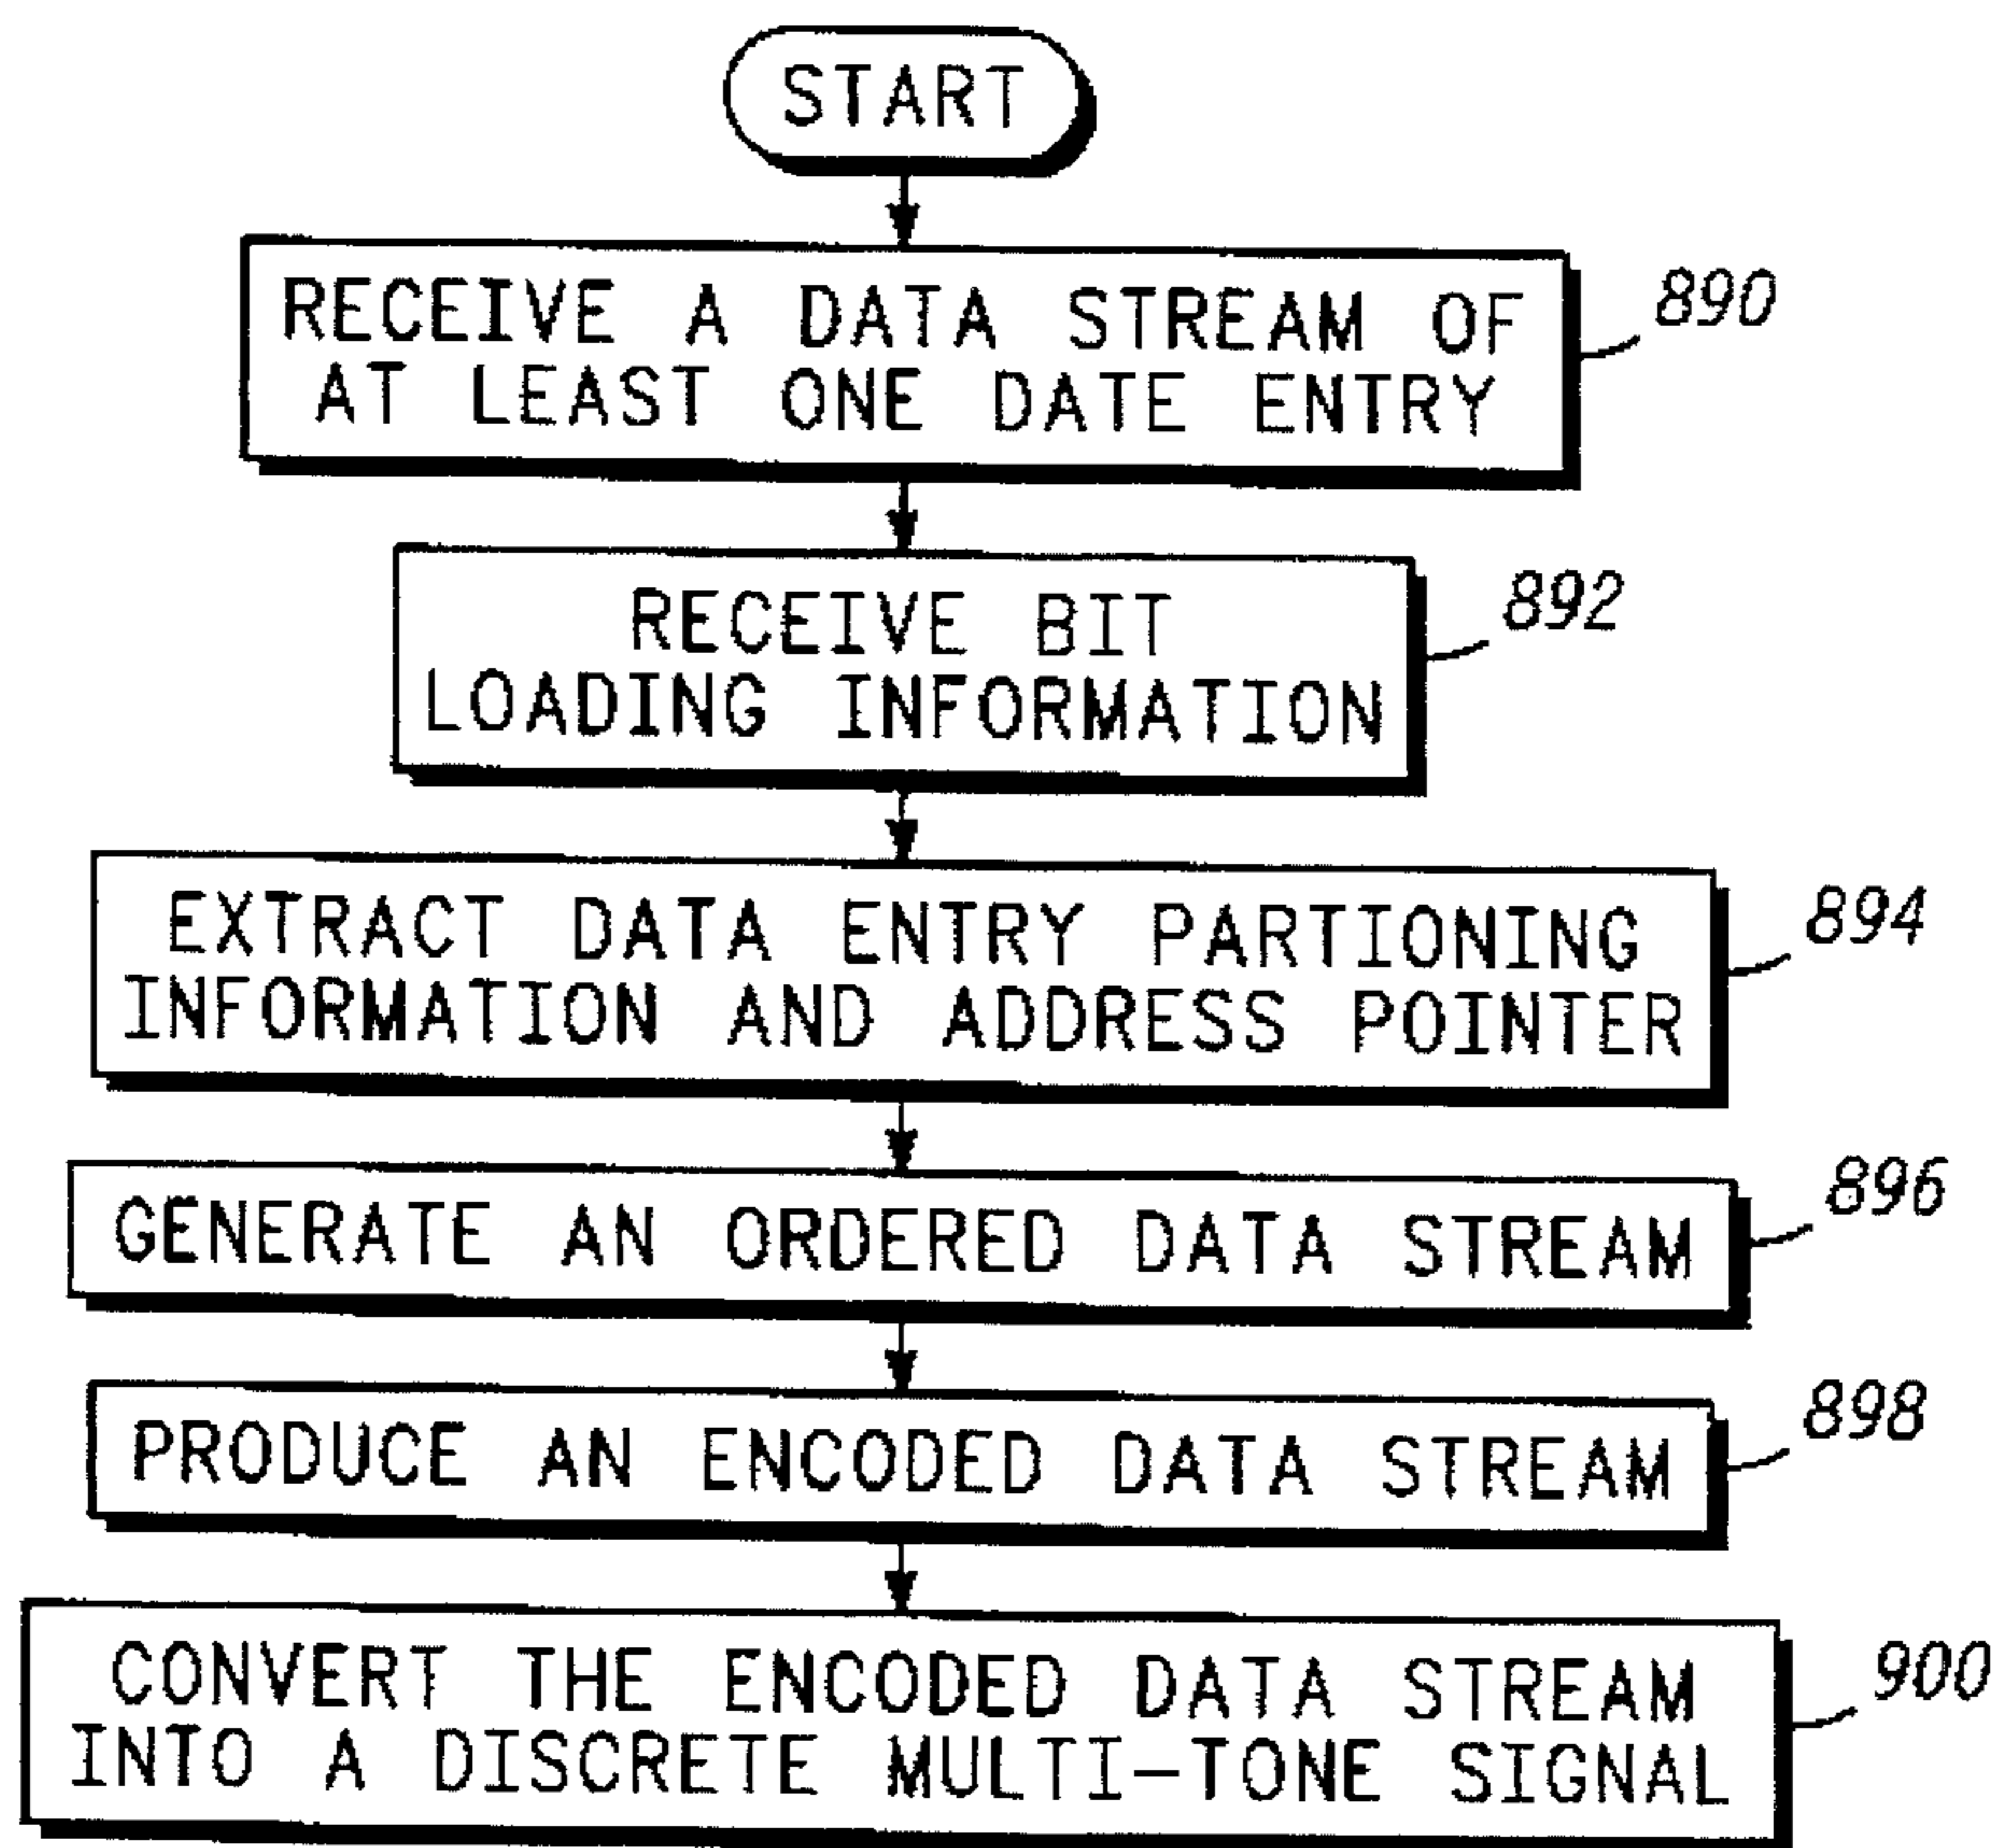 START
RECEIVE A DATA STREAM OF
AT LEAST ONE DATE ENTRY
890
RECEIVE BIT
LOADING INFORMATION
892
EXTRACT DATA ENTRY PARTIONING
INFORMATION AND ADDRESS POINTER
894
GENERATE AN ORDERED DATA STREAM
896
PRODUCE AN ENCODED DATA STREAM
898
CONVERT THE ENCODED DATA STREAM
INTO A DISCRETE MULTI-TONE SIGNAL
900